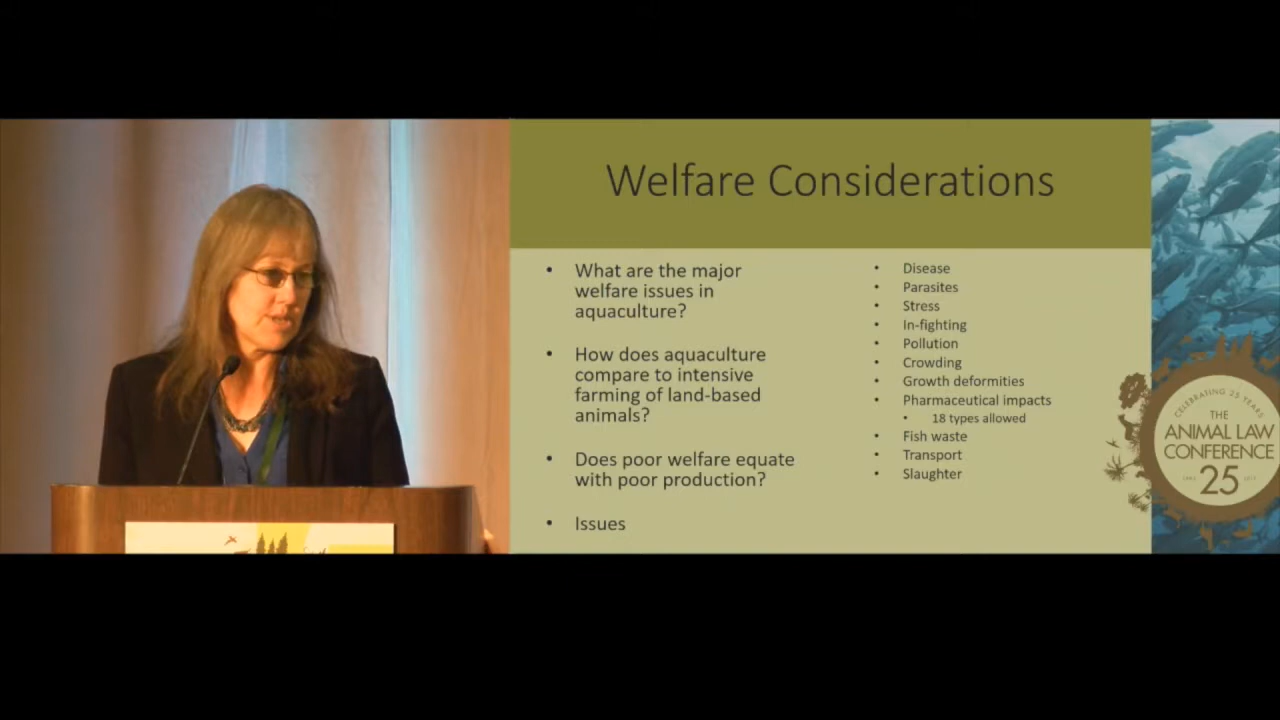 Welfare Considerations
• What are the major
welfare issues in
aquaculture?
• How does aquaculture
compare to intensive
farming of land-based
animals?
• Does poor welfare equate
with poor production?
• Issues
• Disease
• Parasites
• Stress
• In-fighting
• Pollution
• Crowding
• Growth deformities
• Pharmaceutical impacts
• 18 types allowed
• Fish waste
• Transport
• Slaughter
CELEBRATING 25 YEARS
THE
ANIMAL LAW
CONFERENCE
25